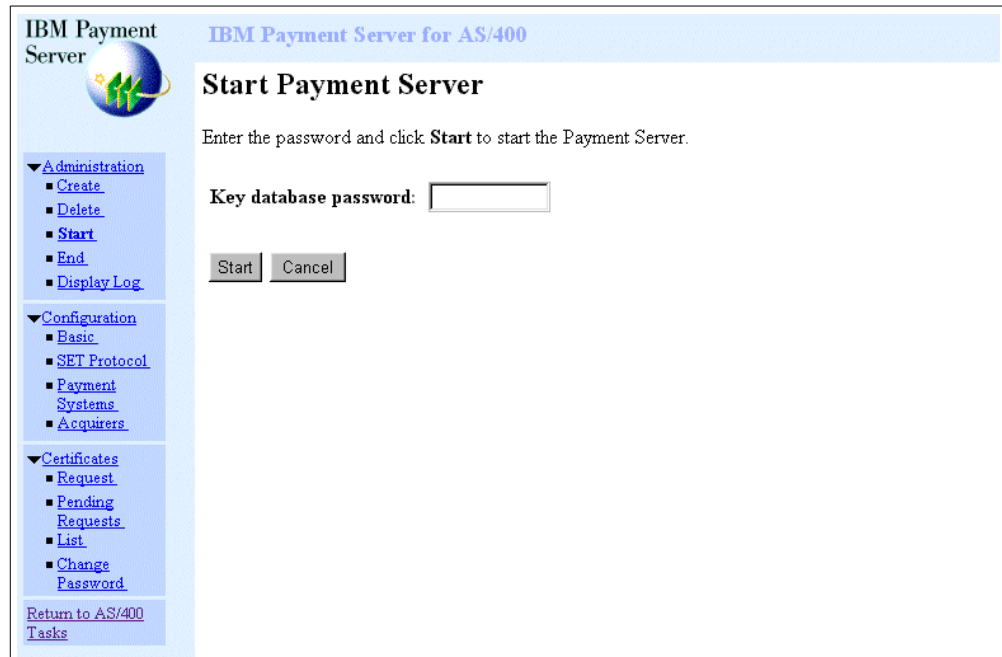 IBM Payment
Server
IBM Payment Server for AS/400
Start Payment Server
Enter the password and click Start to start the Payment Server.
Key database password:
Start
Cancel
Administration
Create
Delete
Start
End
Display Log
Configuration
Basic
SET Protocol
Payment
Systems
Acquirers
Certificates
Request
Pending
Requests
List
Change
Password
Return to AS/400
Tasks